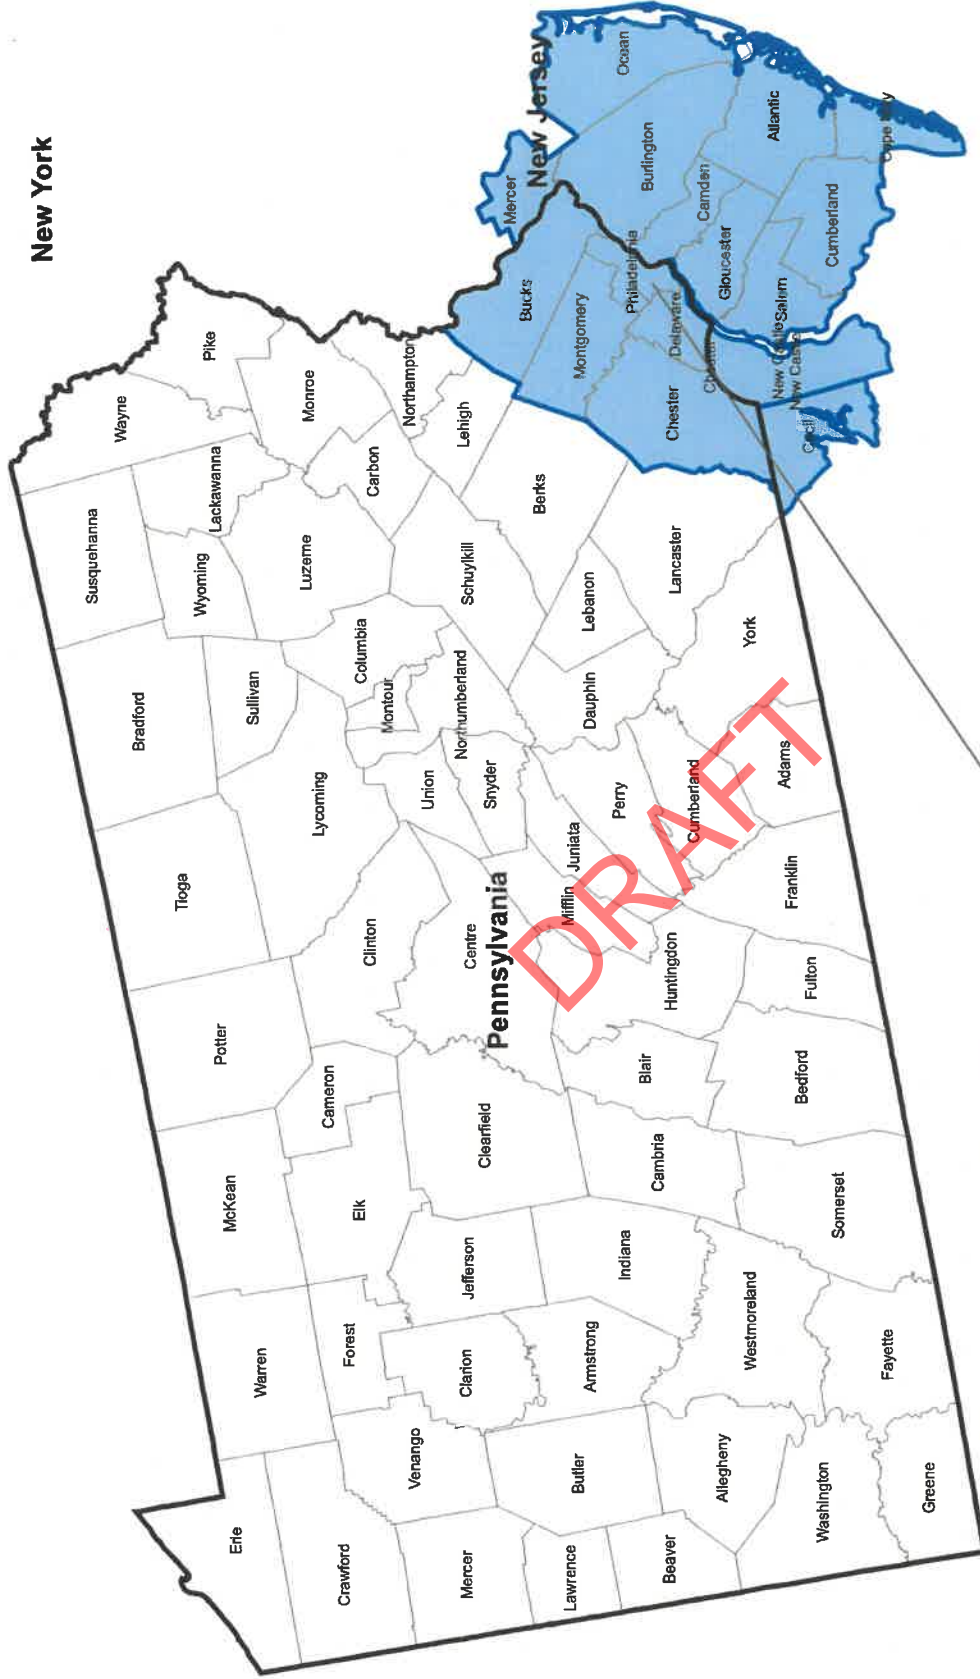 New York
Wayne
Pike
Susquehanna
Lackawanna
Wyoming
Monroe
Bradford
Sullivan
Luzerne
Carbon
Northampton
Lehigh
Tioga
Lycoming
Columbia
Montour
Northumberland
Schuylkill
Berks
Potter
Clinton
Union
Snyder
Dauphin
Lebanon
Lancaster
McKean
Cameron
Centre
Pennsylvania
Mifflin
Juniata
Perry
Cumberland
York
Adams
Warren
Elk
Clearfield
Blair
Huntingdon
Fulton
Franklin
Forest
Jefferson
Indiana
Cambria
Bedford
Somerset
Erie
Crawford
Venango
Clarion
Armstrong
Westmoreland
Fayette
Mercer
Butler
Lawrence
Beaver
Allegheny
Washington
Greene
Bucks
Montgomery
Philadelphia
Delaware
Chester
New Jersey
Mercer
Ocean
Burlington
Camden
Gloucester
Atlantic
Salem
Cumberland
Cape May
New Castle
New Castle
Cecil
DRAFT